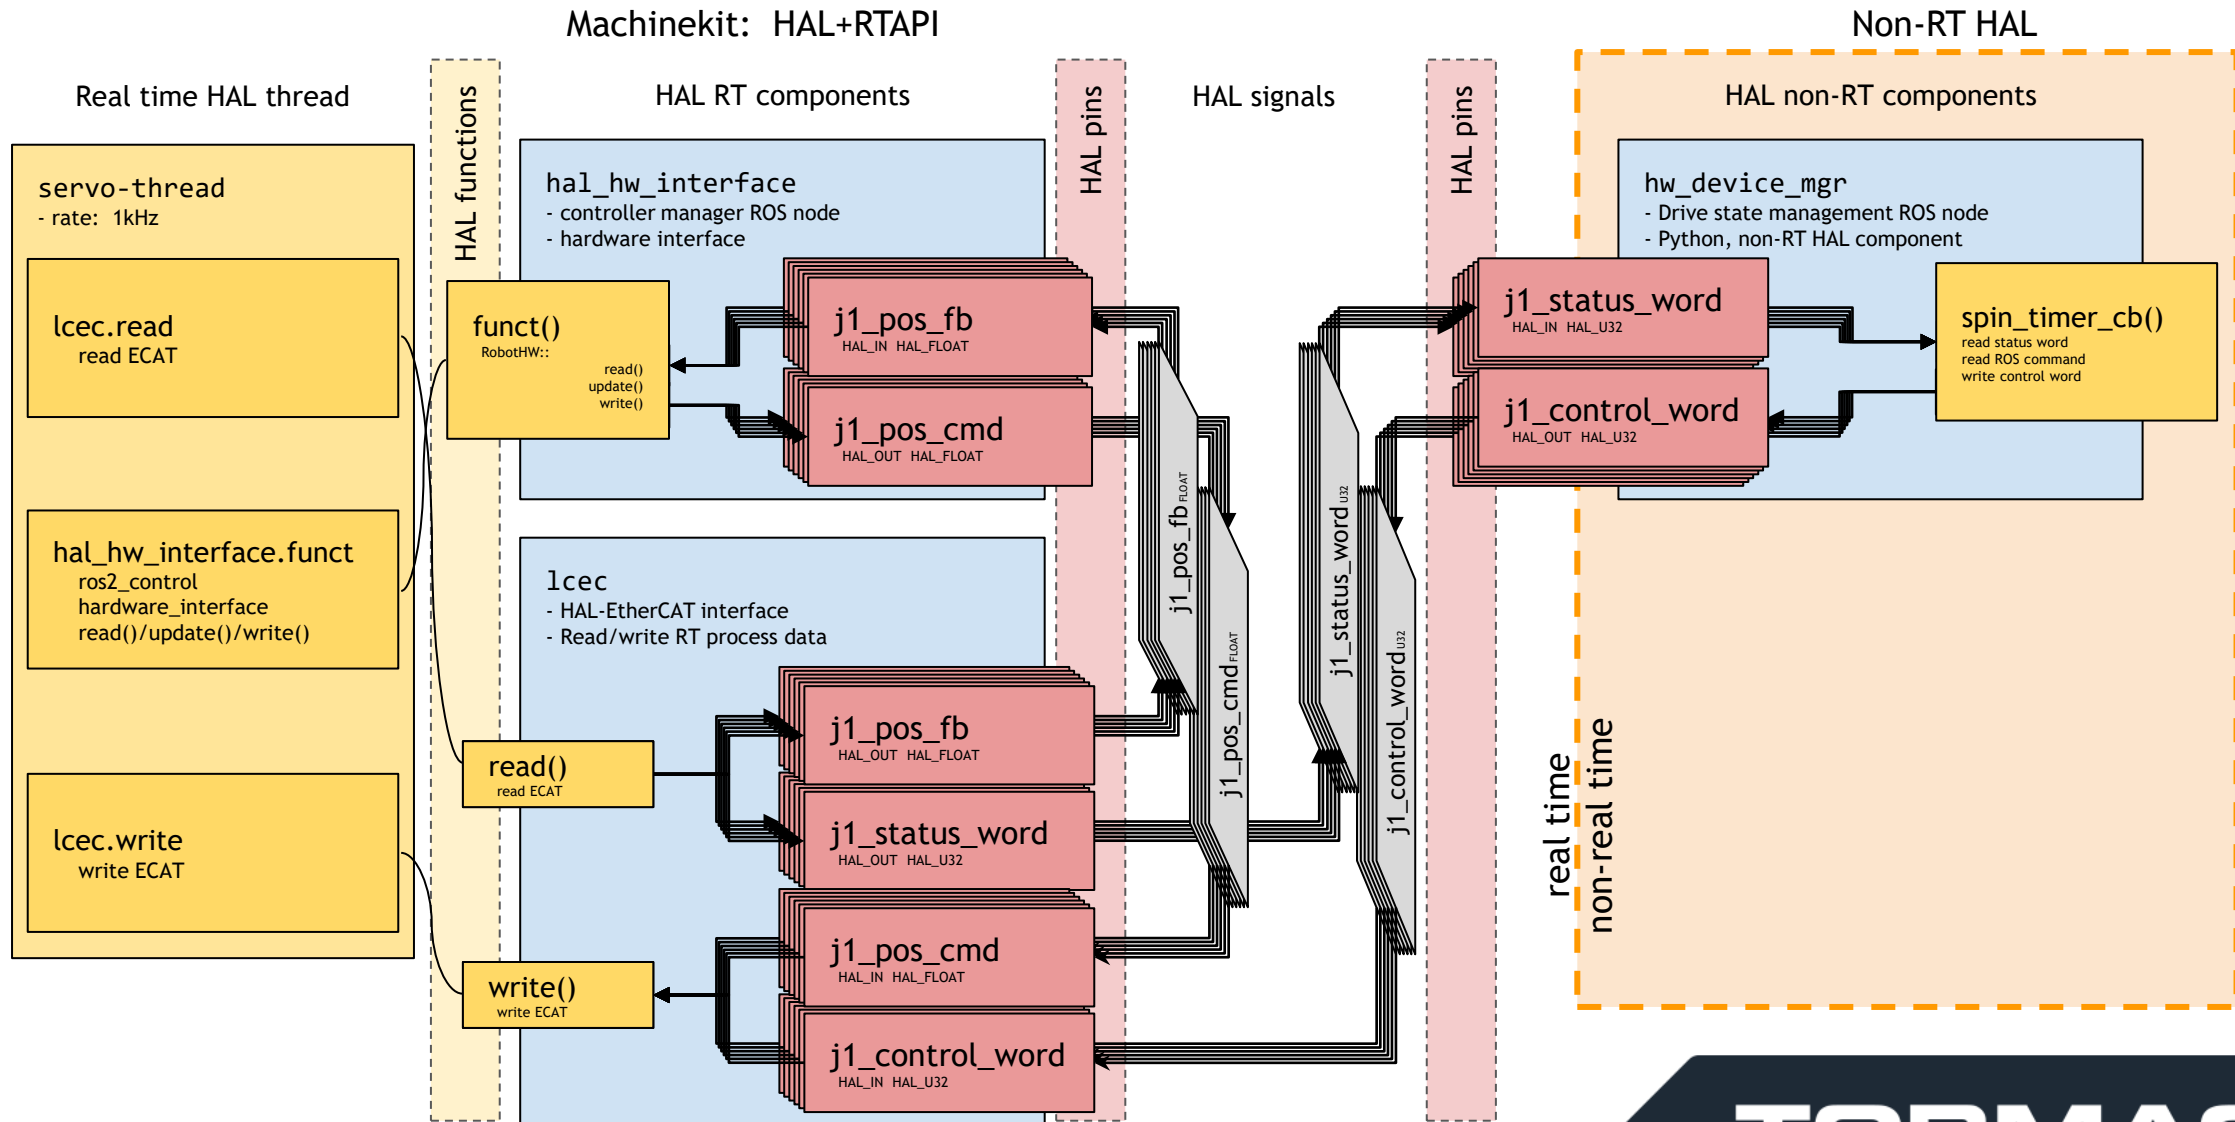 Machinekit:  HAL+RTAPI
Non-RT HAL
Real time HAL thread
HAL functions
HAL RT components
HAL pins
HAL signals
HAL pins
HAL non-RT components
servo-thread
- rate:  1kHz
lcec.read
read ECAT
hal_hw_interface.funct
ros2_control
hardware_interface
read()/update()/write()
lcec.write
write ECAT
hal_hw_interface
- controller manager ROS node
- hardware interface
funct()
RobotHW::
read()
update()
write()
j1_pos_fb
HAL_IN  HAL_FLOAT
j1_pos_cmd
HAL_OUT  HAL_FLOAT
lcec
- HAL-EtherCAT interface
- Read/write RT process data
read()
read ECAT
write()
write ECAT
j1_pos_fb
HAL_OUT  HAL_FLOAT
j1_status_word
HAL_OUT  HAL_U32
j1_pos_cmd
HAL_IN  HAL_FLOAT
j1_control_word
HAL_IN  HAL_U32
j1_pos_fb FLOAT
j1_pos_cmd FLOAT
j1_status_word U32
j1_control_word U32
hw_device_mgr
- Drive state management ROS node
- Python, non-RT HAL component
j1_status_word
HAL_IN  HAL_U32
j1_control_word
HAL_OUT  HAL_U32
spin_timer_cb()
read status word
read ROS command
write control word
real time
non-real time